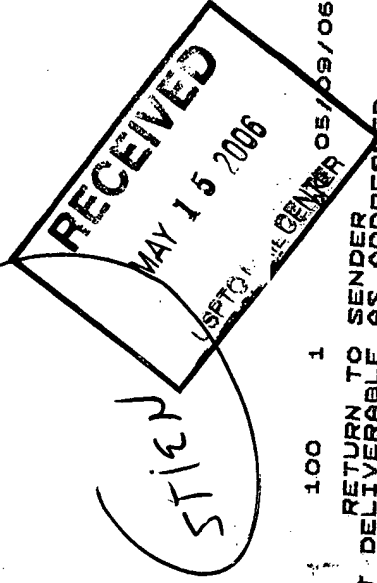 RECEIVED
MAY 15 2006
USPTO MAIL CENTER
STIEN
100 1 05/09/06
RETURN TO SENDER
DELIVERABLE AS ADDRESSED